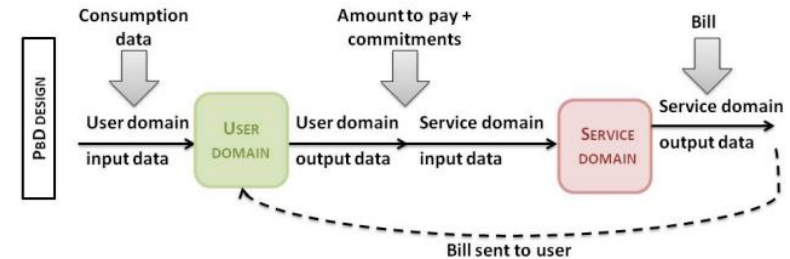 Consumption
data
Amount to pay +
commitments
Bill
PBD DESIGN
User domain
input data
USER
DOMAIN
User domain
output data
Service domain
input data
SERVICE
DOMAIN
Service domain
output data
Bill sent to user